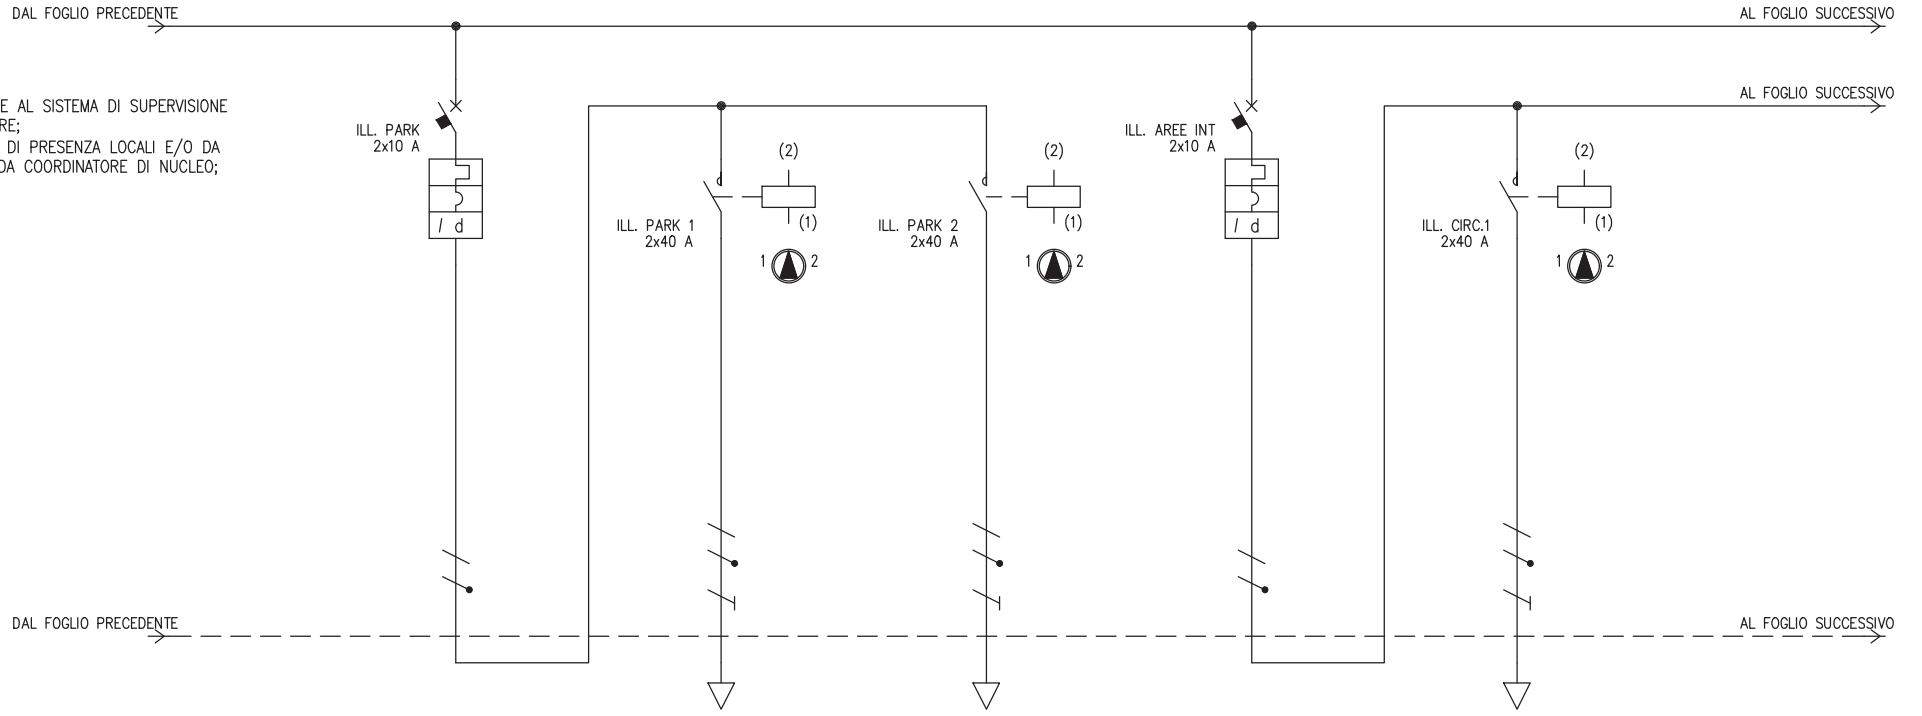 DAL FOGLIO PRECEDENTE
AL FOGLIO SUCCESSIVO
AL FOGLIO SUCCESSIVO
E AL SISTEMA DI SUPERVISIONE
RE;
DI PRESENZA LOCALI E/O DA
DA COORDINATORE DI NUCLEO;
ILL. PARK
2x10 A
I d
ILL. PARK 1
2x40 A
(2)
(1)
1 2
ILL. PARK 2
2x40 A
(2)
(1)
1 2
ILL. AREE INT
2x10 A
I d
ILL. CIRC.1
2x40 A
(2)
(1)
1 2
DAL FOGLIO PRECEDENTE
AL FOGLIO SUCCESSIVO